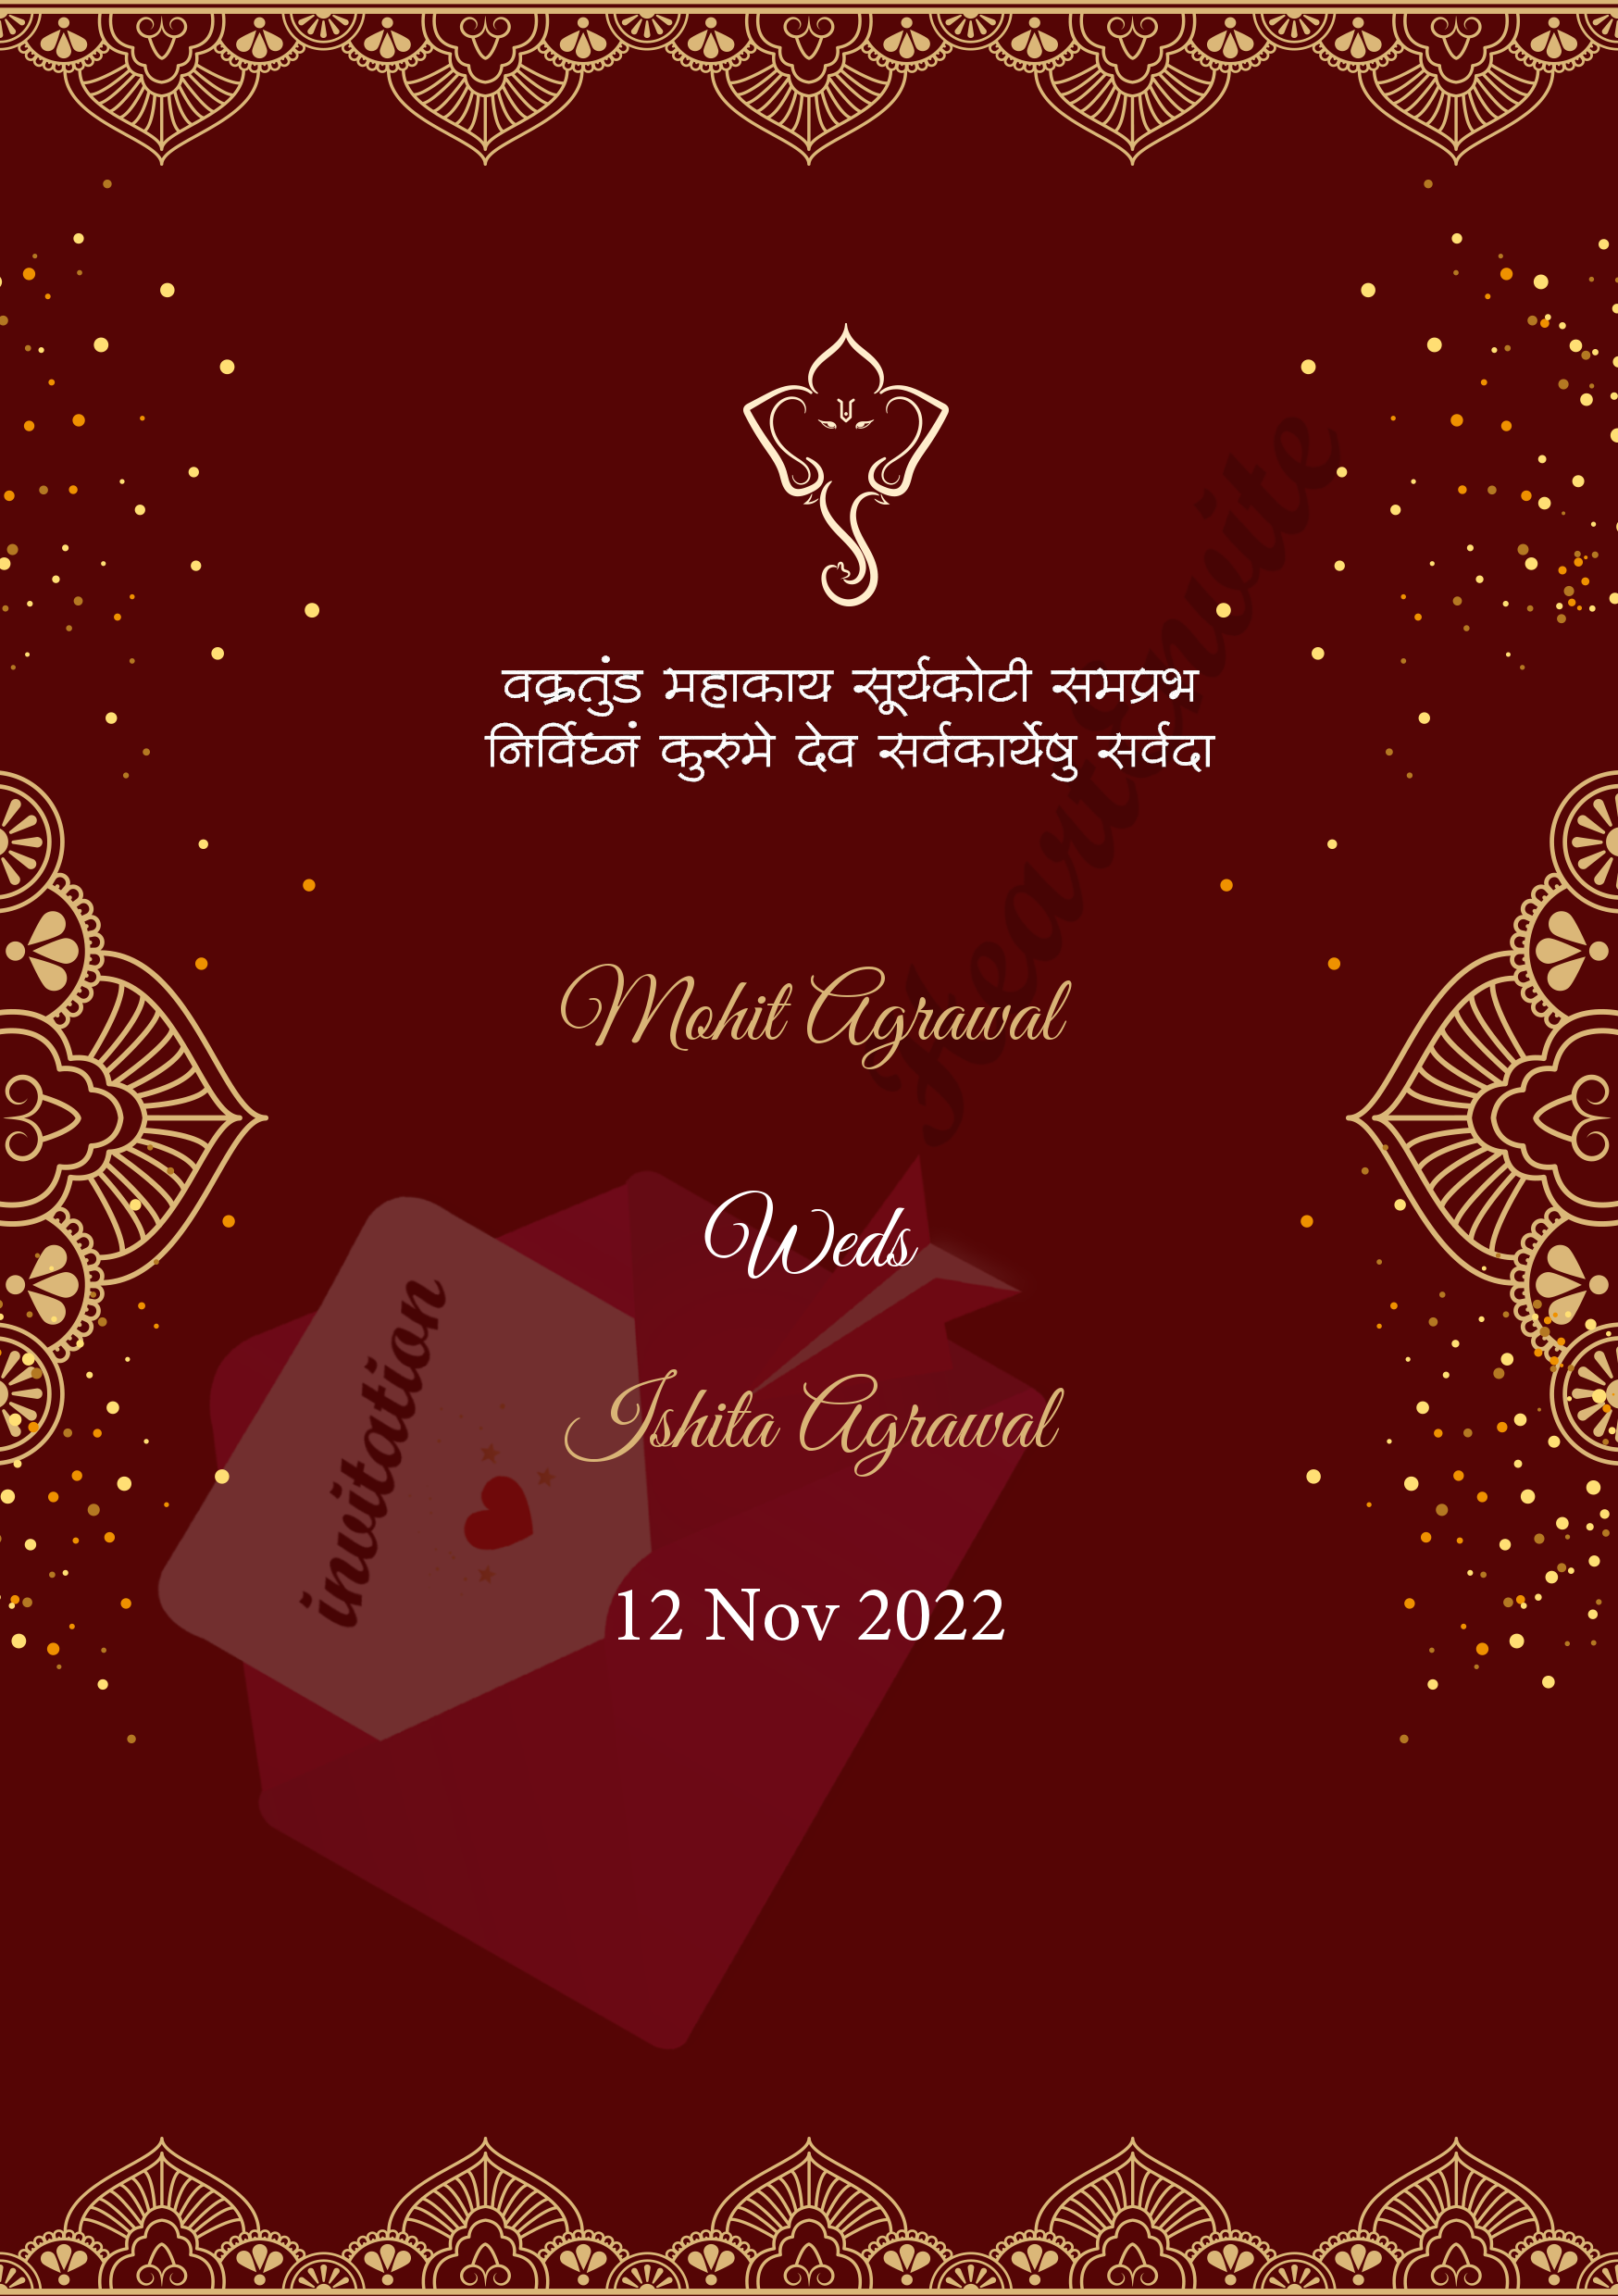 वक्रतुंड महाकाय सूर्यकोटी समप्रभ
निर्विघ्नं कुरुमे देव सर्वकार्येषु सर्वदा
Mohit Agrawal
Weds
Ishita Agrawal
12 Nov 2022
invitation